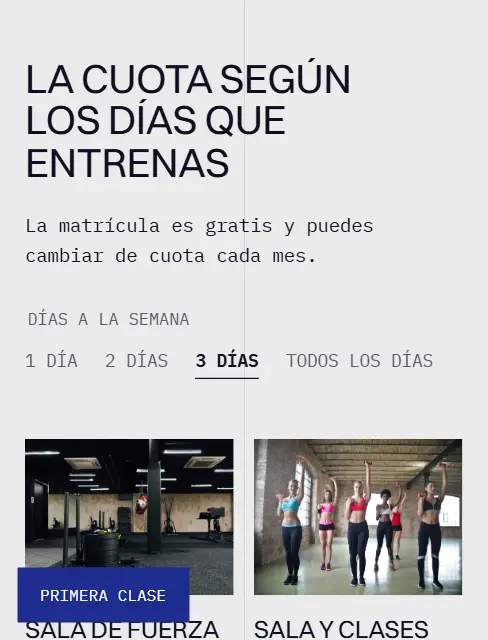 LA CUOTA SEGÚN
LOS DÍAS QUE
ENTRENAS
La matrícula es gratis y puedes
cambiar de cuota cada mes.
DÍAS A LA SEMANA
1 DÍA 2 DÍAS 3 DÍAS TODOS LOS DÍAS
PRIMERA CLASE
SALA DE FUERZA SALA Y CLASES